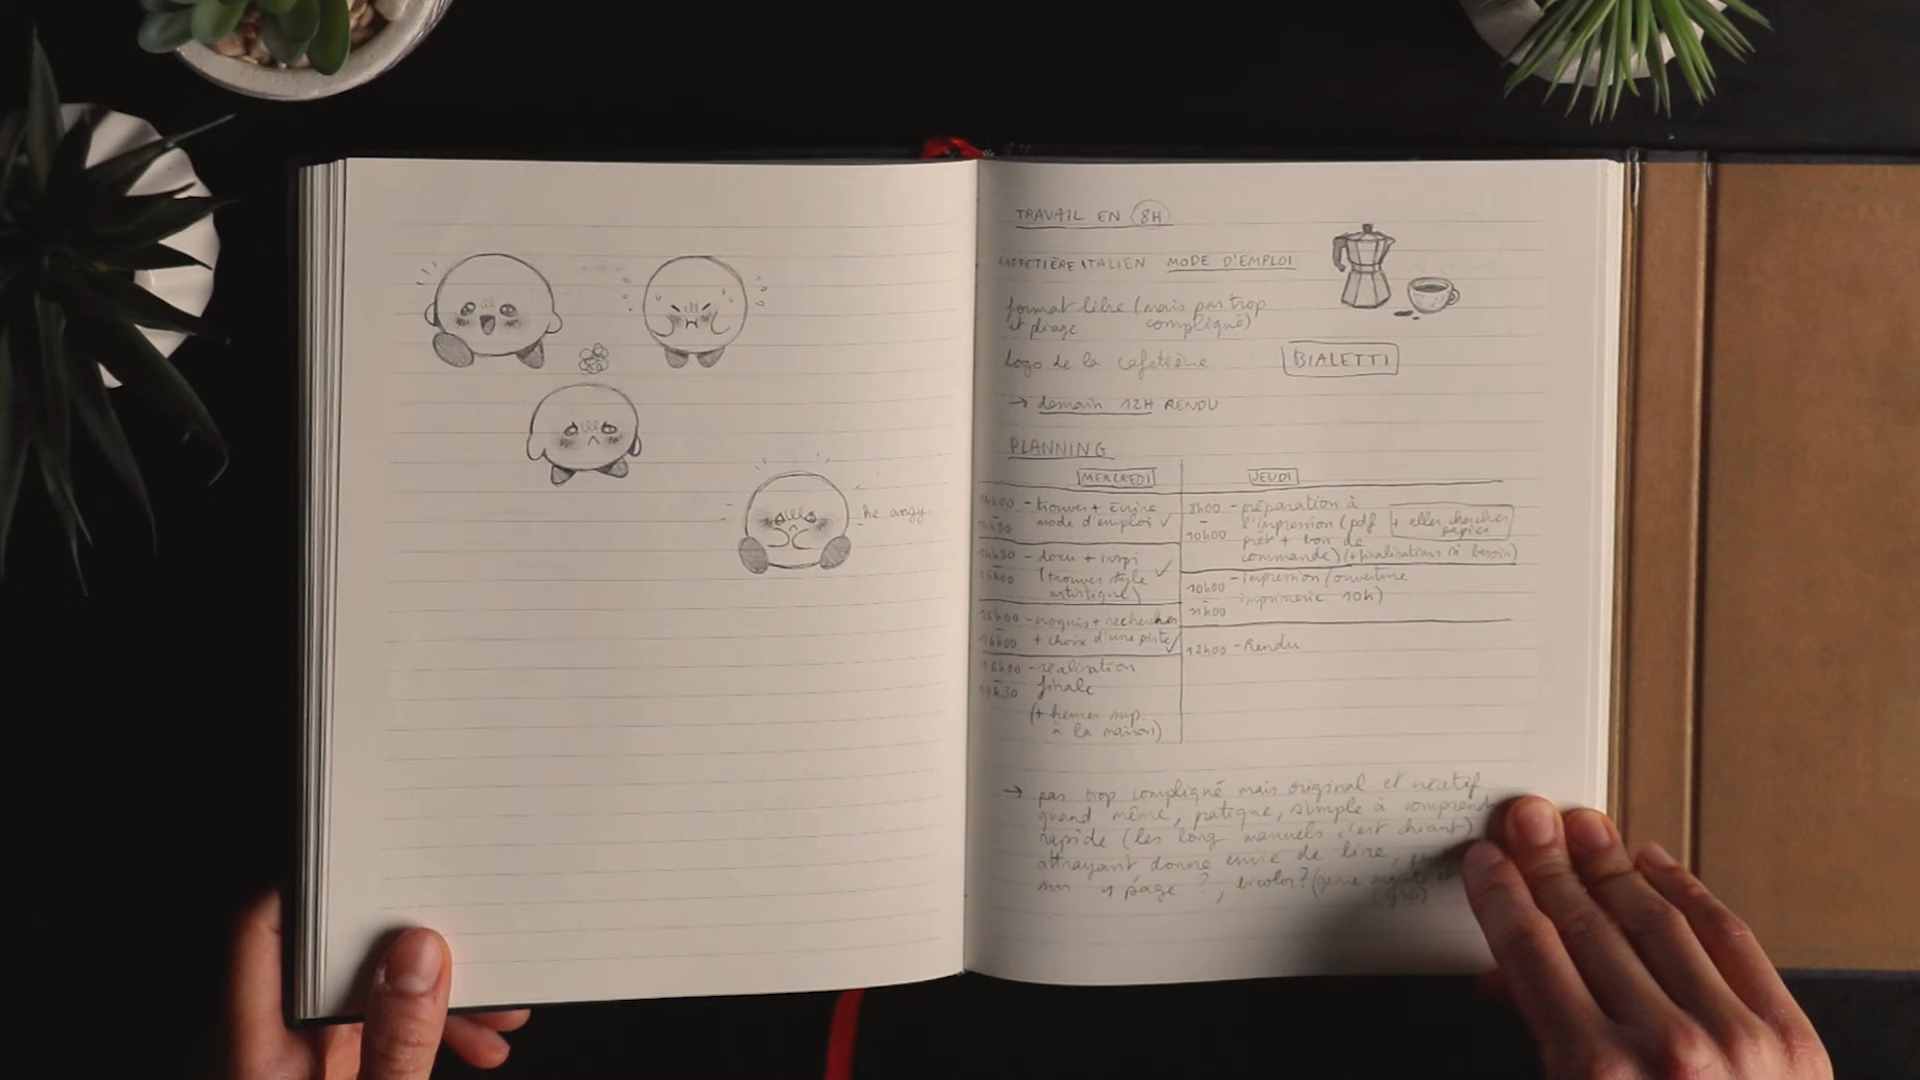 he angy.
TRAVAIL EN 8H
CAFFETIÈRE ITALIEN MODE D'EMPLOI
format libre (mais pas trop
et pliage compliqué)
logo de la cafetière BIALETTI
→ demain 12H RENDU
PLANNING
MERCREDI
14h00 - trouver + écrire
mode d'emploi ✓
14h30 - docu + inspi
15h00 (trouver style
artistique) ✓
15h00 - croquis + recherches
16h00 + choix d'une piste ✓
16h00 - réalisation
finale
(+ heures sup.
à la maison)
JEUDI
8h00 - préparation à
l'impression (pdf + aller chercher
papier
10h00 prêt + bon de
commande) (+ finalisations si besoin)
10h00 - impression (ouverture
imprimerie 10h)
11h00
12h00 - Rendu
→ pas trop compliqué mais original et créatif
quand même, pratique, simple à comprendre
rapide (les long manuels c'est chiant)
attrayant donne envie de lire,
sur 1 page ?, bicolor? (genre